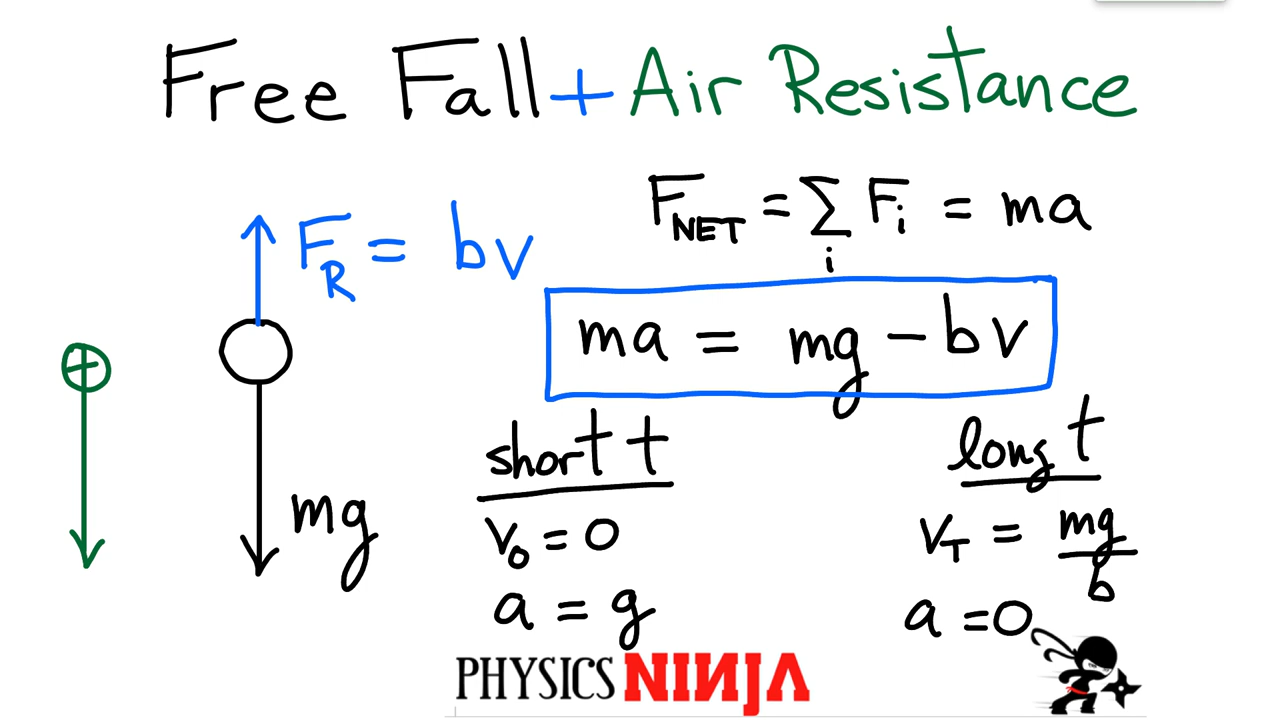 Free Fall + Air Resistance
F_NET = Σ_i F_i = ma
F_R = bv
ma = mg - bv
+
short t
long t
mg
v_0 = 0
v_T = mg/b
a = g
a = 0
PHYSICS NINJA